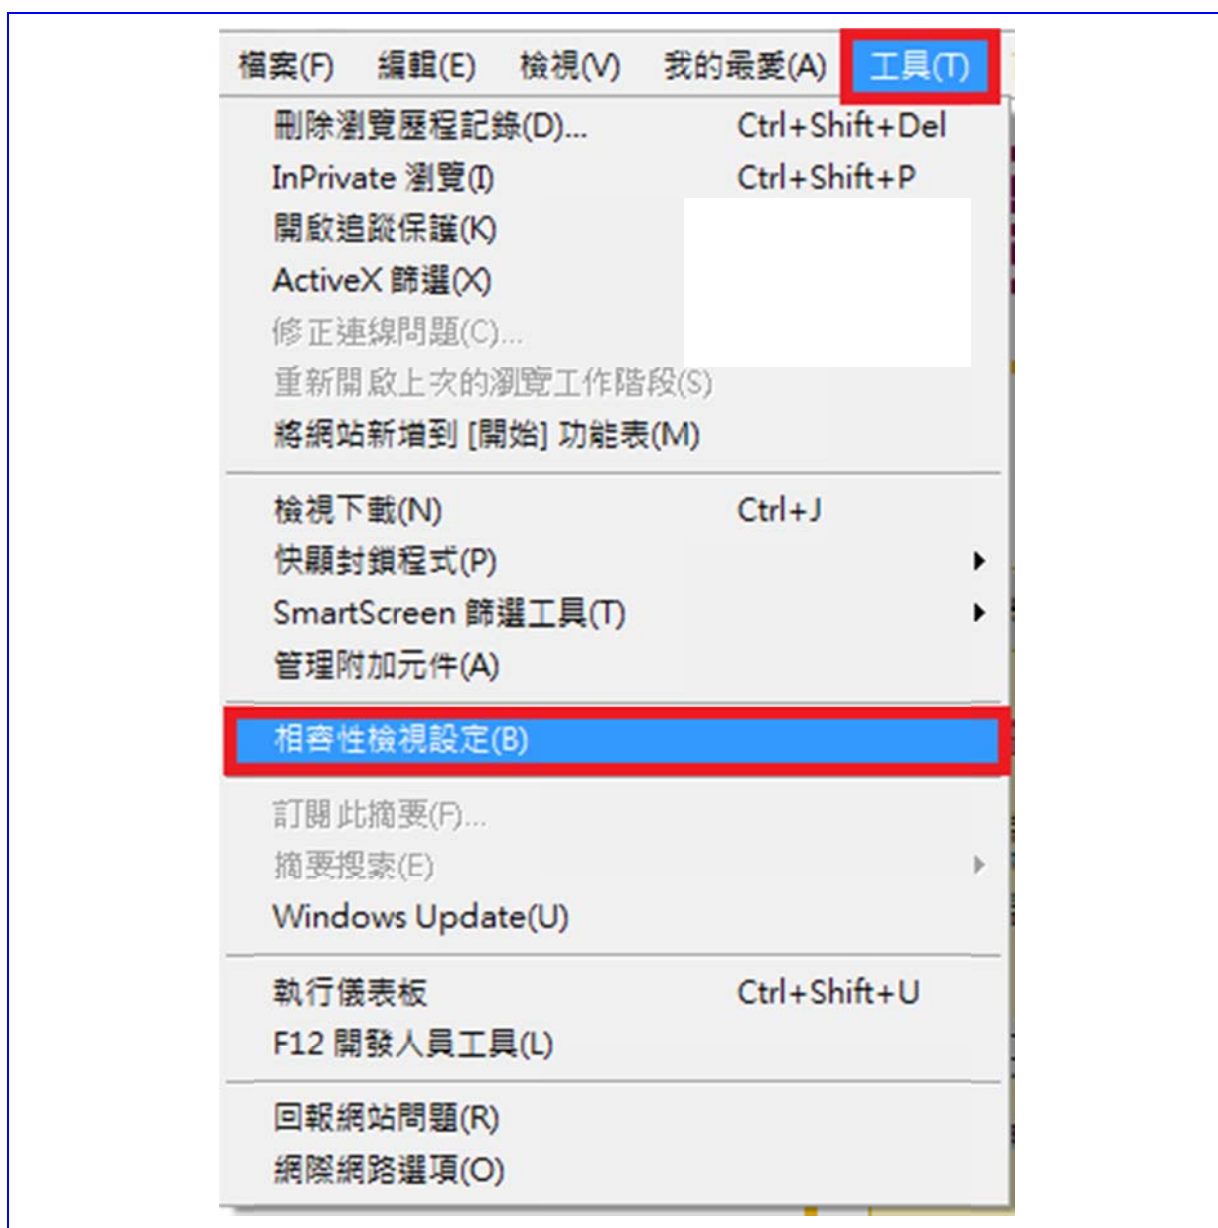 檔案(F) 編輯(E) 檢視(V) 我的最愛(A) 工具(T)
刪除瀏覽歷程記錄(D)... Ctrl+Shift+Del
InPrivate 瀏覽(I) Ctrl+Shift+P
開啟追蹤保護(K)
ActiveX 篩選(X)
修正連線問題(C)...
重新開啟上次的瀏覽工作階段(S)
將網站新增到 [開始] 功能表(M)
檢視下載(N) Ctrl+J
快顯封鎖程式(P)
SmartScreen 篩選工具(T)
管理附加元件(A)
相容性檢視設定(B)
訂閱此摘要(F)...
摘要搜索(E)
Windows Update(U)
執行儀表板 Ctrl+Shift+U
F12 開發人員工具(L)
回報網站問題(R)
網際網路選項(O)